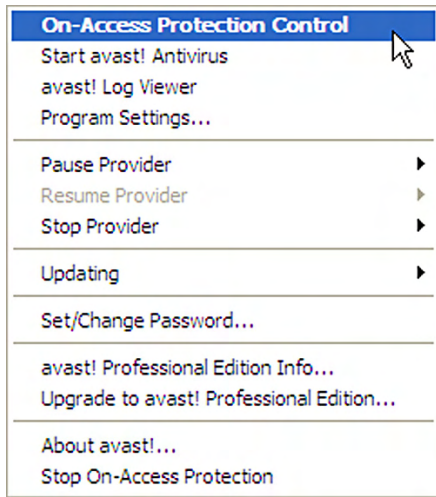 On-Access Protection Control
Start avast! Antivirus
avast! Log Viewer
Program Settings...
Pause Provider
Resume Provider
Stop Provider
Updating
Set/Change Password...
avast! Professional Edition Info...
Upgrade to avast! Professional Edition...
About avast!...
Stop On-Access Protection